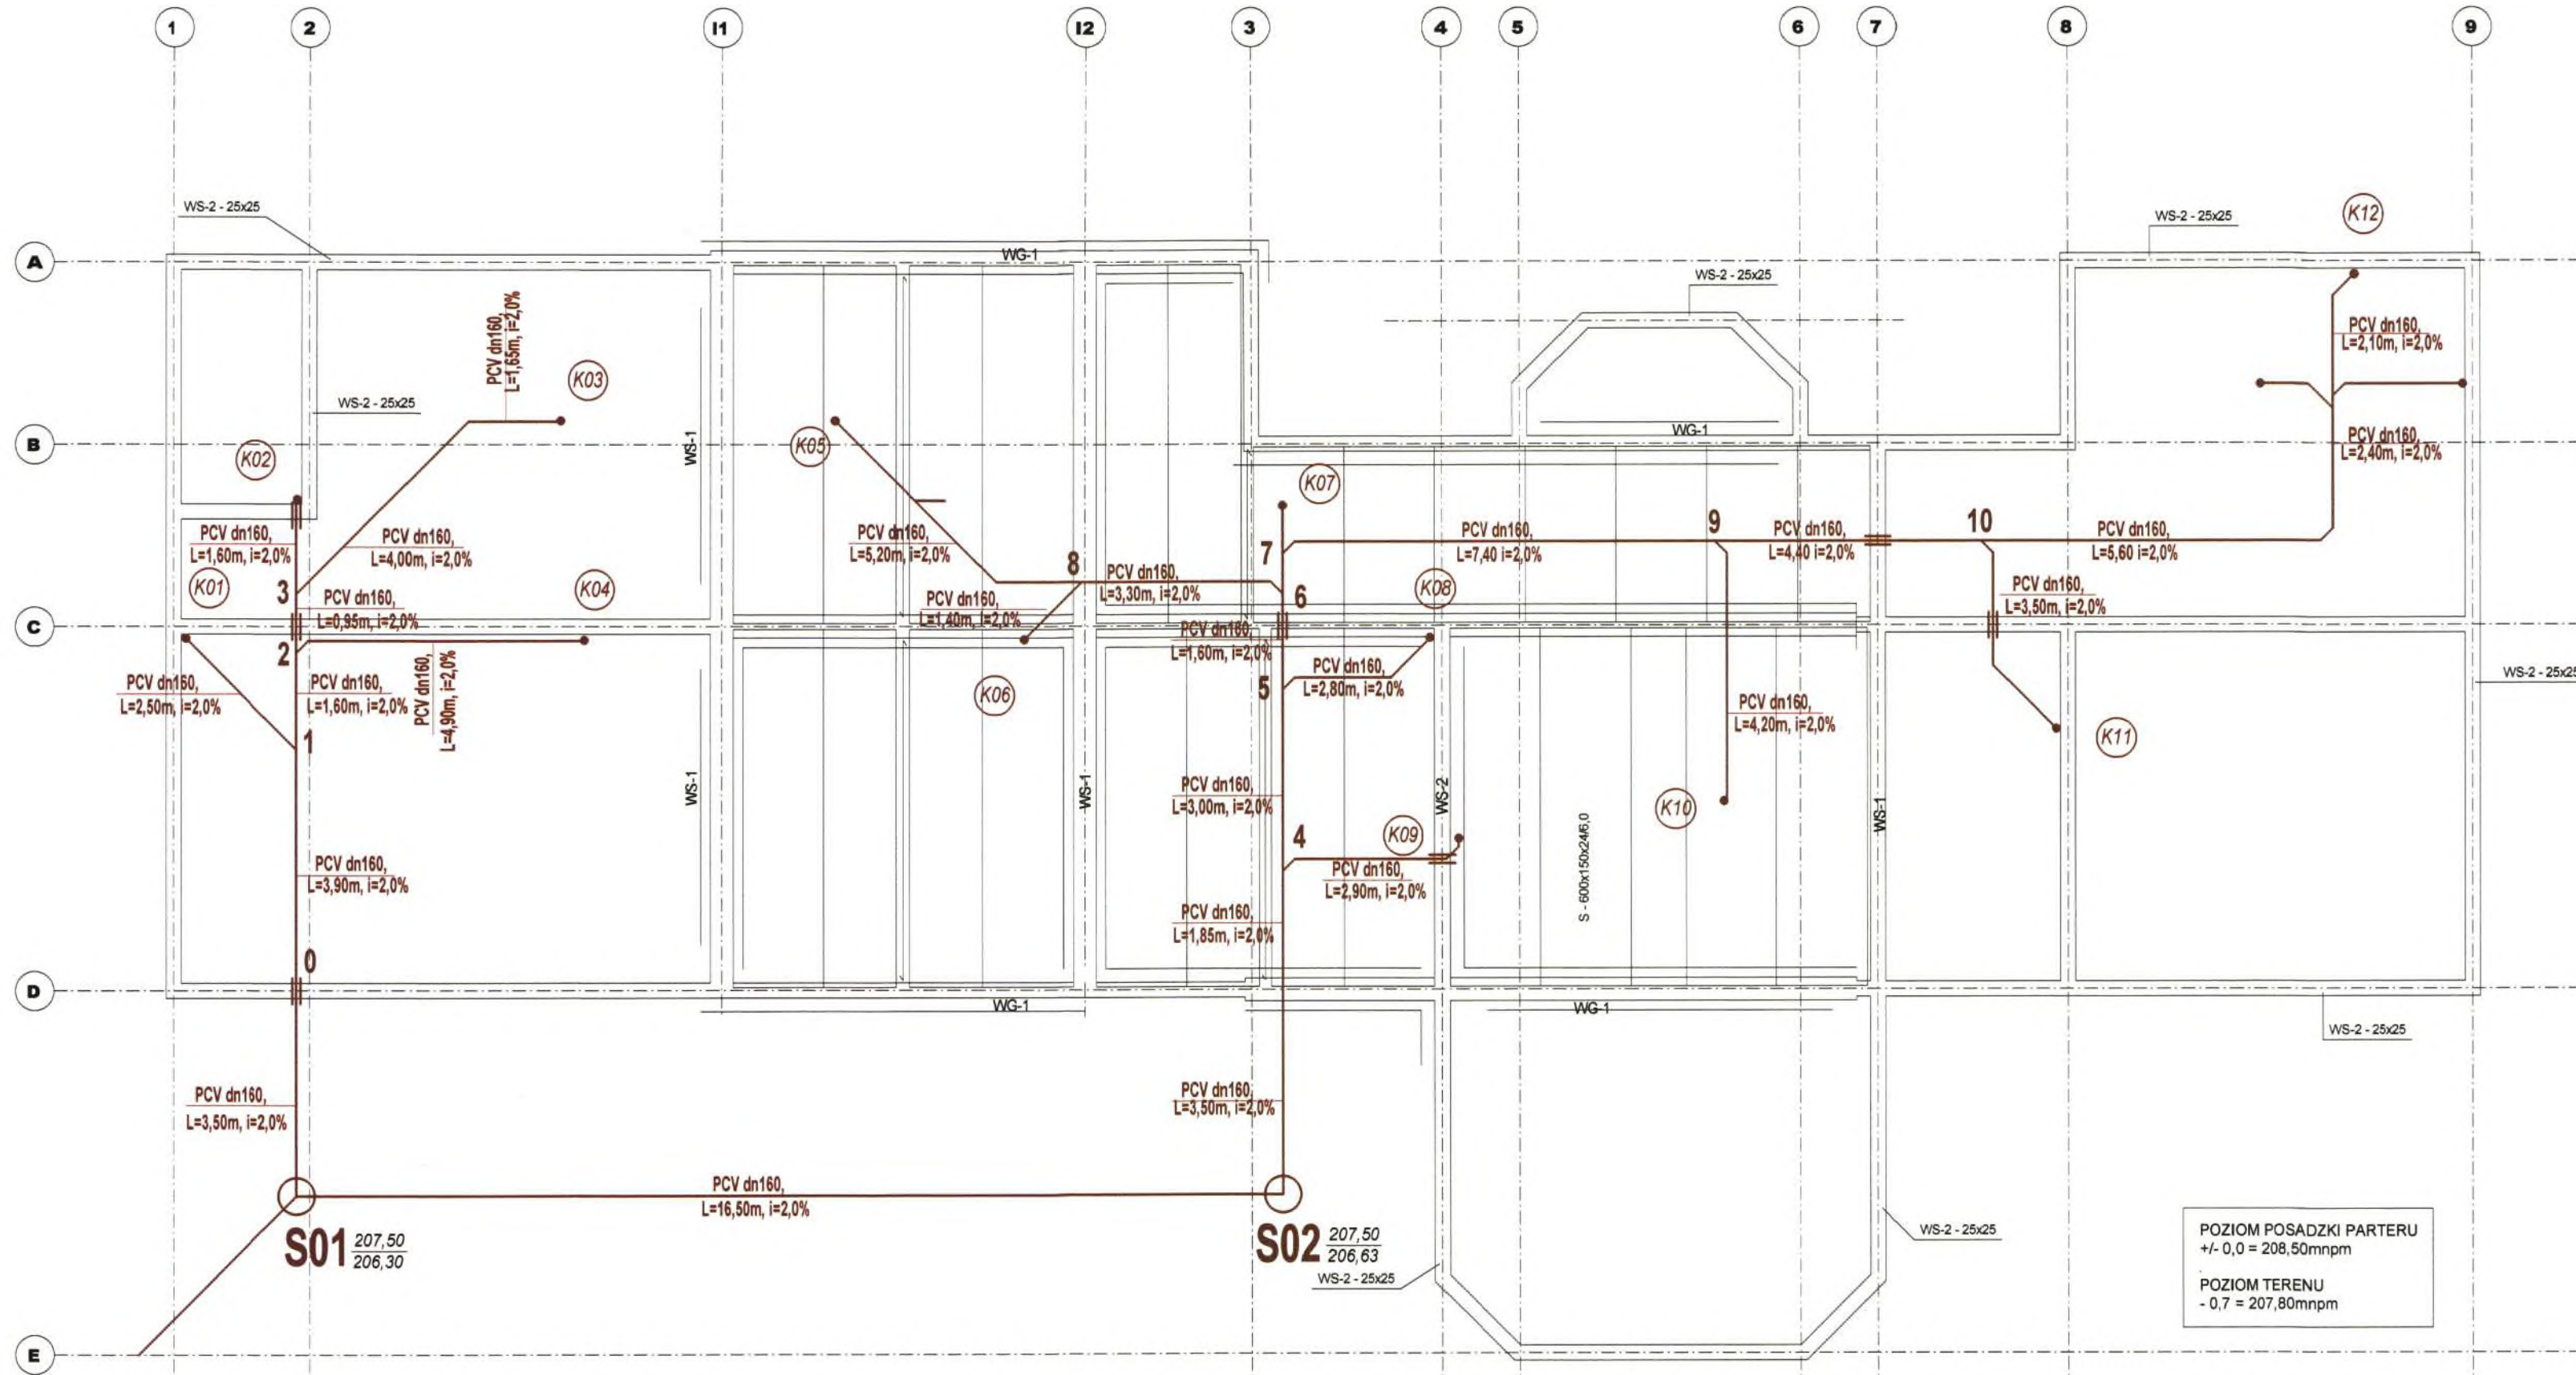 1
2
I1
I2
3
4
5
6
7
8
9
A
B
C
D
E
WS-2 - 25x25
WG-1
WS-2 - 25x25
WS-2 - 25x25
K12
PCV dn160,
L=1,65m, i=2,0%
K03
WS-2 - 25x25
PCV dn160,
L=2,10m, i=2,0%
K02
WS-1
K05
WG-1
PCV dn160,
L=2,40m, i=2,0%
K07
PCV dn160,
L=1,60m, i=2,0%
PCV dn160,
L=4,00m, i=2,0%
PCV dn160,
L=5,20m, i=2,0%
7
PCV dn160,
L=7,40 i=2,0%
9
PCV dn160,
L=4,40 i=2,0%
10
PCV dn160,
L=5,60 i=2,0%
K01
3
PCV dn160,
L=0,95m, i=2,0%
K04
8
PCV dn160,
L=3,30m, i=2,0%
PCV dn160,
L=1,40m, i=2,0%
6
K08
PCV dn160,
L=3,50m, i=2,0%
2
PCV dn160,
L=1,60m, i=2,0%
PCV dn160,
L=2,80m, i=2,0%
5
PCV dn160,
L=2,50m, i=2,0%
PCV dn160,
L=1,60m, i=2,0%
PCV dn160,
L=4,90m, i=2,0%
K06
WS-2 - 25x25
PCV dn160,
L=4,20m, i=2,0%
K11
1
WS-1
WS-1
PCV dn160,
L=3,00m, i=2,0%
WS-2
K10
WS-1
4
K09
S - 600x150x24/6,0
PCV dn160,
L=3,90m, i=2,0%
PCV dn160,
L=2,90m, i=2,0%
PCV dn160,
L=1,85m, i=2,0%
0
WG-1
WG-1
WS-2 - 25x25
PCV dn160,
L=3,50m, i=2,0%
PCV dn160,
L=3,50m, i=2,0%
PCV dn160,
L=16,50m, i=2,0%
S01
207,50
206,30
S02
207,50
206,63
WS-2 - 25x25
WS-2 - 25x25
POZIOM POSADZKI PARTERU
+/- 0,0 = 208,50mnpm
POZIOM TERENU
- 0,7 = 207,80mnpm